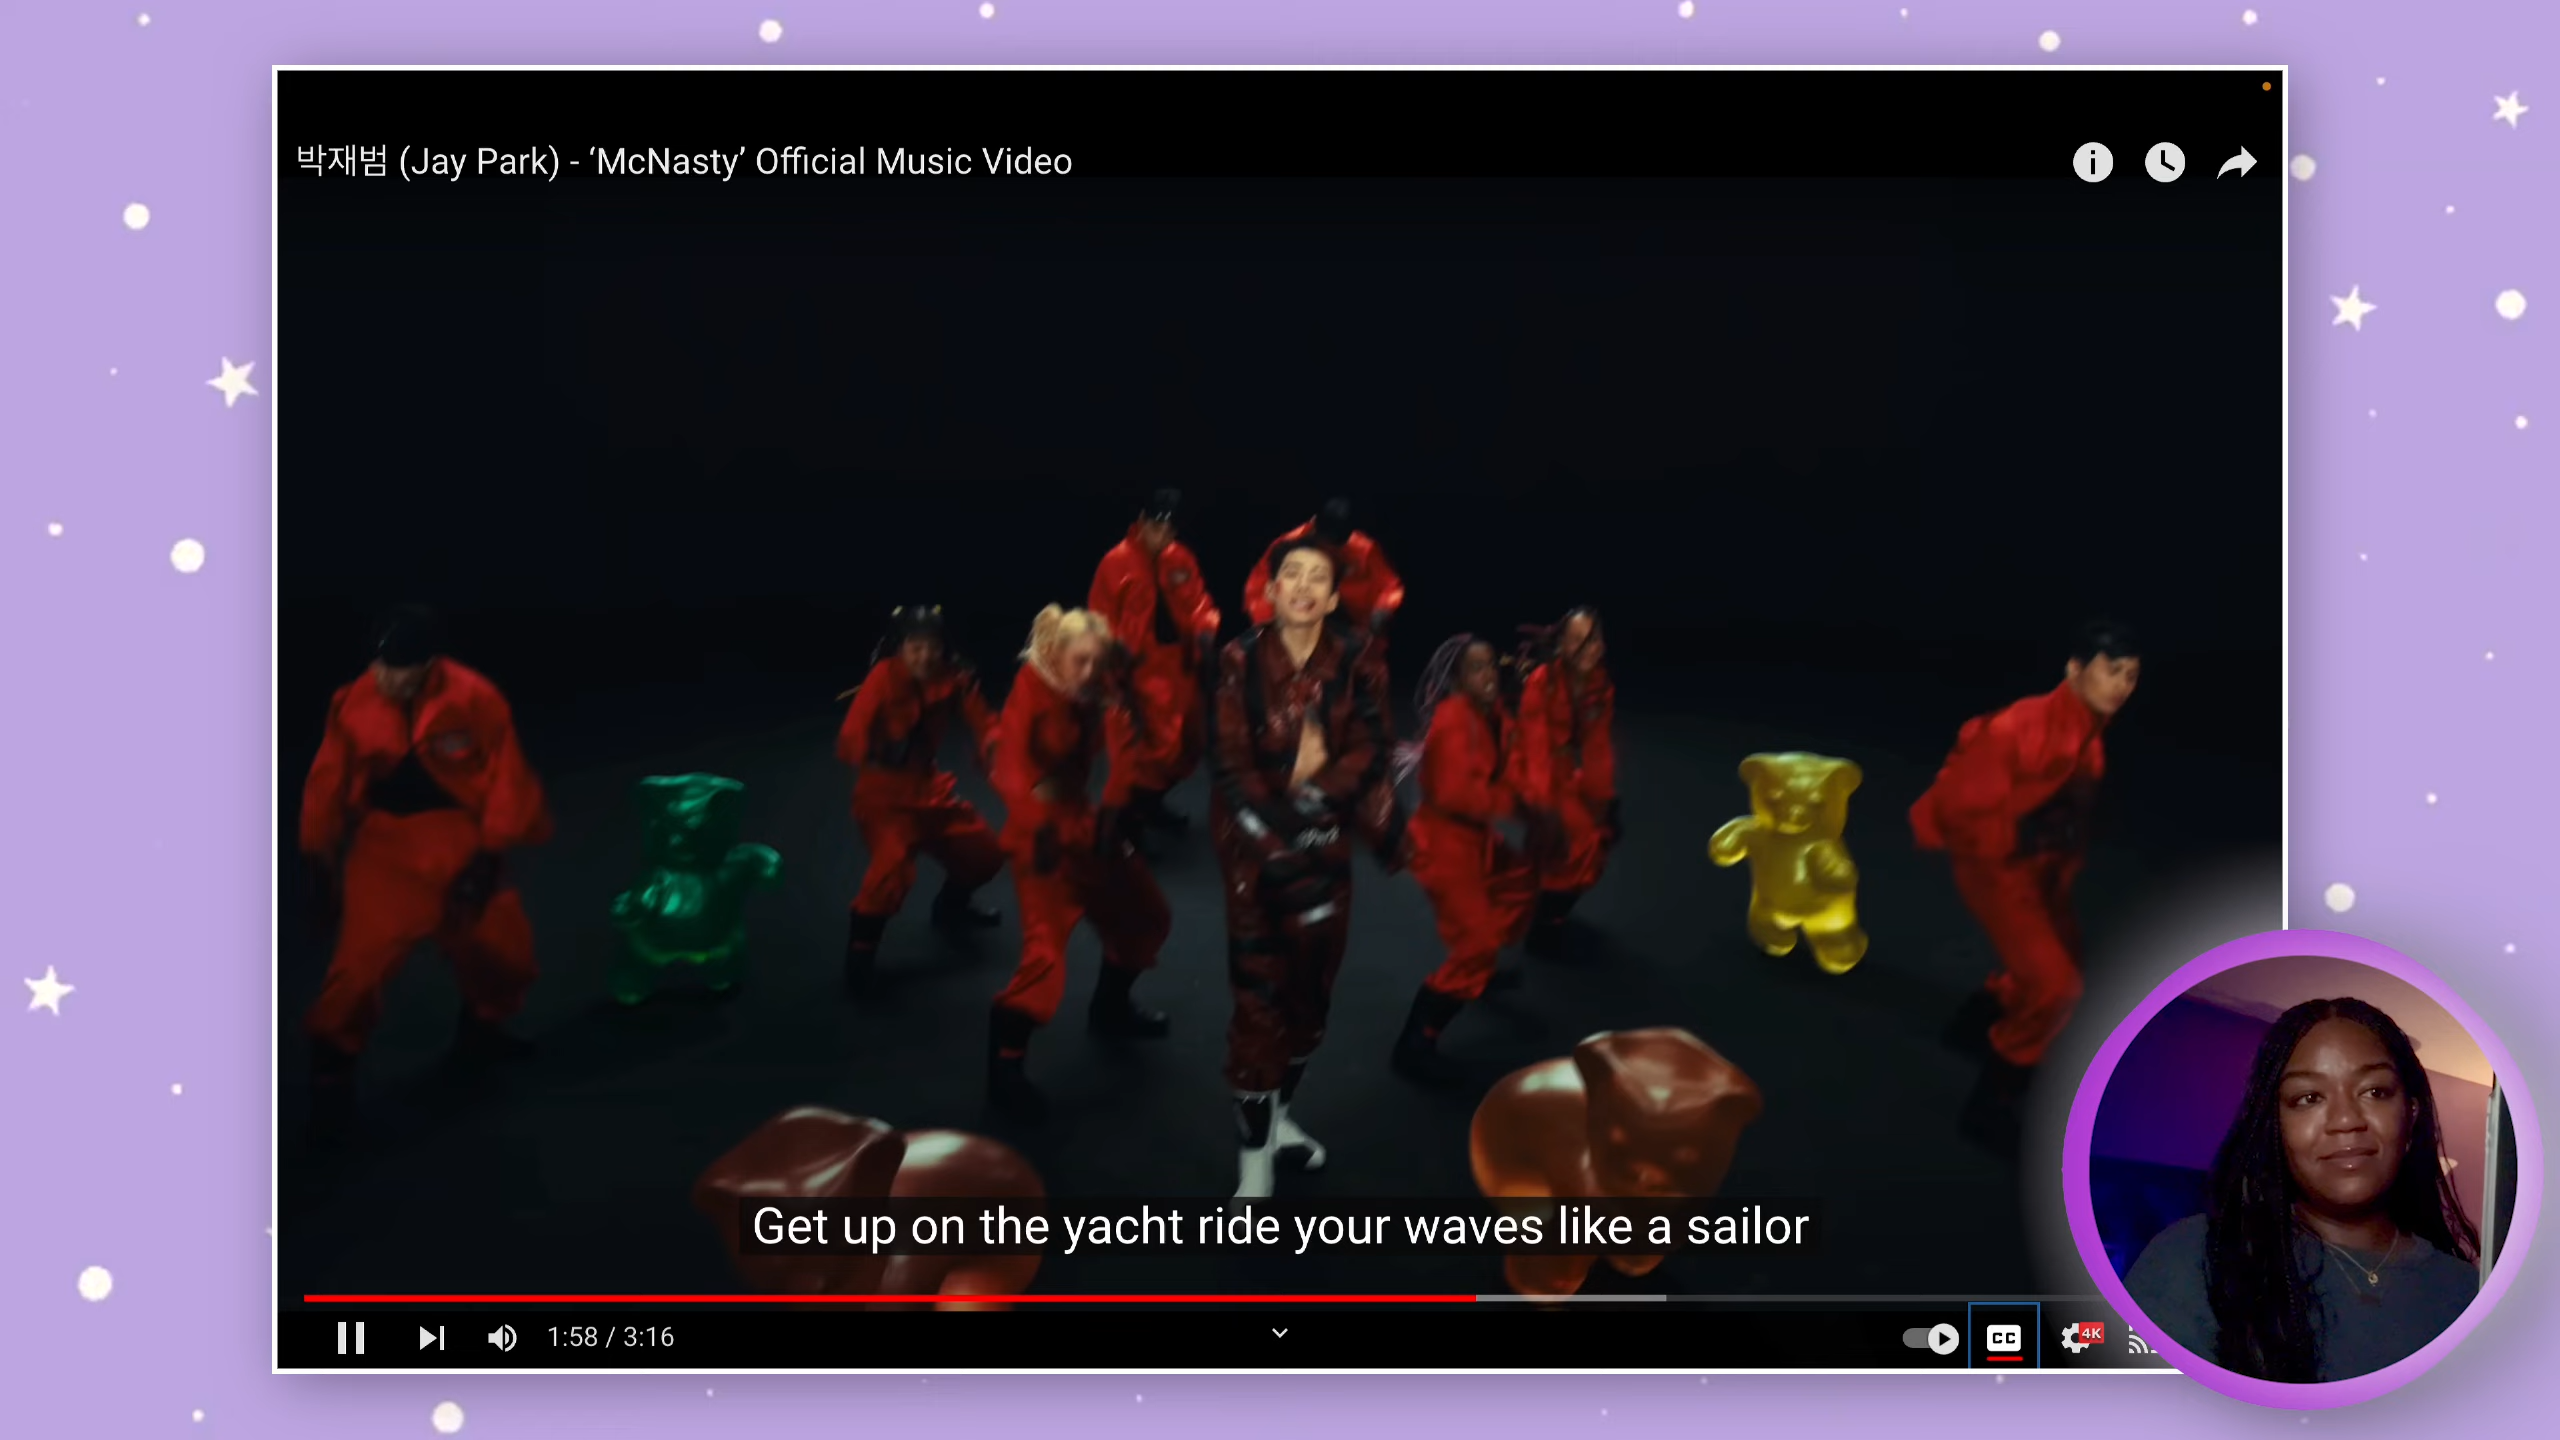 박재범 (Jay Park) - ‘McNasty’ Official Music Video
Get up on the yacht ride your waves like a sailor
1:58 / 3:16
CC
4K